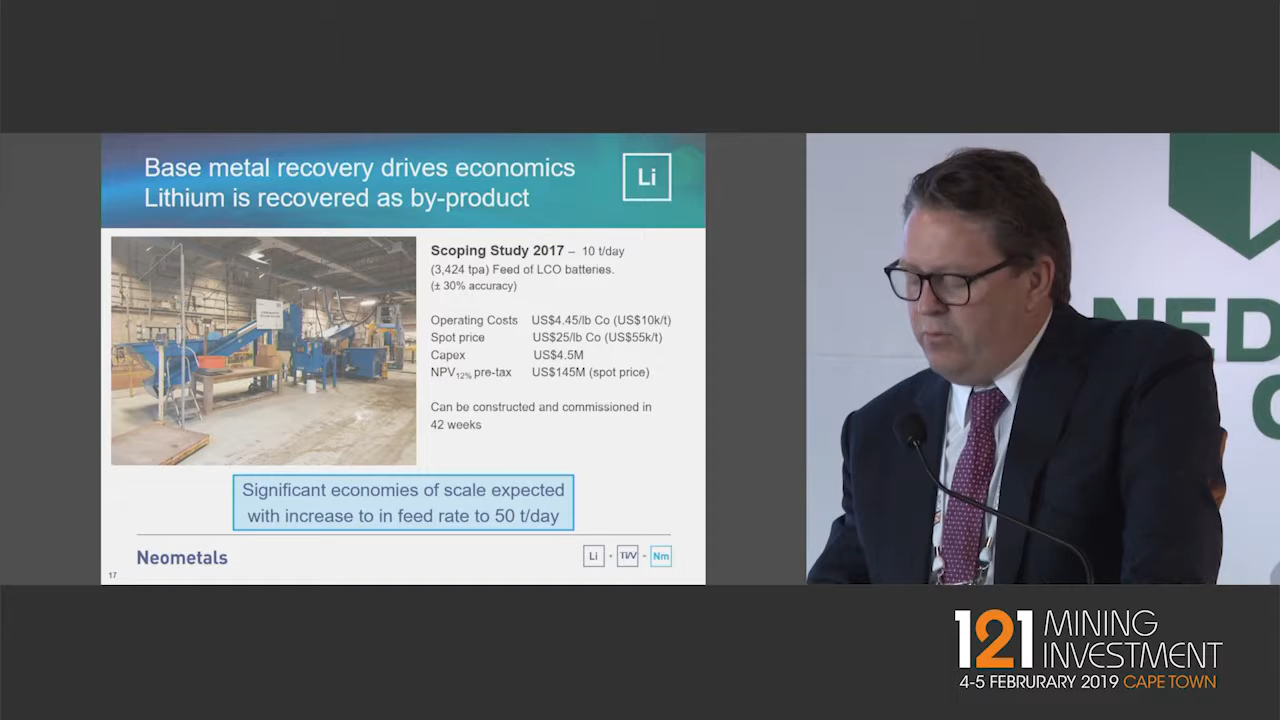 Base metal recovery drives economics
Lithium is recovered as by-product
Li
Scoping Study 2017 – 10 t/day
(3,424 tpa) Feed of LCO batteries.
(± 30% accuracy)
Operating Costs US$4.45/lb Co (US$10k/t)
Spot price US$25/lb Co (US$55k/t)
Capex US$4.5M
NPV12% pre-tax US$145M (spot price)
Can be constructed and commissioned in
42 weeks
Significant economies of scale expected
with increase to in feed rate to 50 t/day
Neometals
Li - Ti/V - Nm
17
NED
C
121 MINING
INVESTMENT
4-5 FEBRURARY 2019 CAPE TOWN